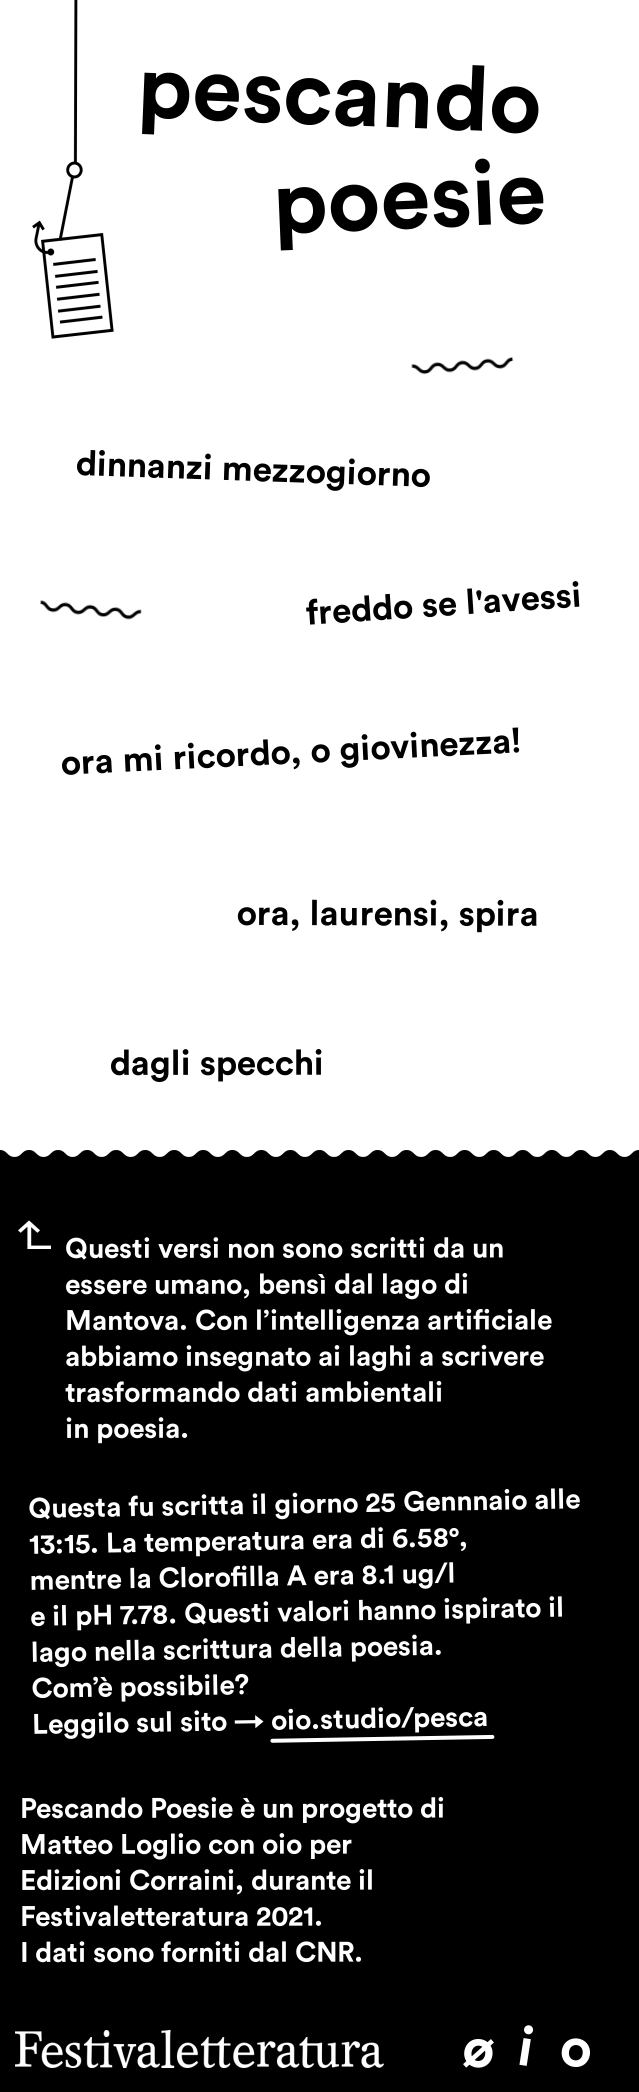 pescando
poesie
dinnanzi mezzogiorno
freddo se l'avessi
ora mi ricordo, o giovinezza!
ora, laurensi, spira
dagli specchi
Questi versi non sono scritti da un
essere umano, bensì dal lago di
Mantova. Con l’intelligenza artificiale
abbiamo insegnato ai laghi a scrivere
trasformando dati ambientali
in poesia.
Questa fu scritta il giorno 25 Gennnaio alle
13:15. La temperatura era di 6.58°,
mentre la Clorofilla A era 8.1 ug/l
e il pH 7.78. Questi valori hanno ispirato il
lago nella scrittura della poesia.
Com’è possibile?
Leggilo sul sito → oio.studio/pesca
Pescando Poesie è un progetto di
Matteo Loglio con oio per
Edizioni Corraini, durante il
Festivaletteratura 2021.
I dati sono forniti dal CNR.
Festivaletteratura ø i o